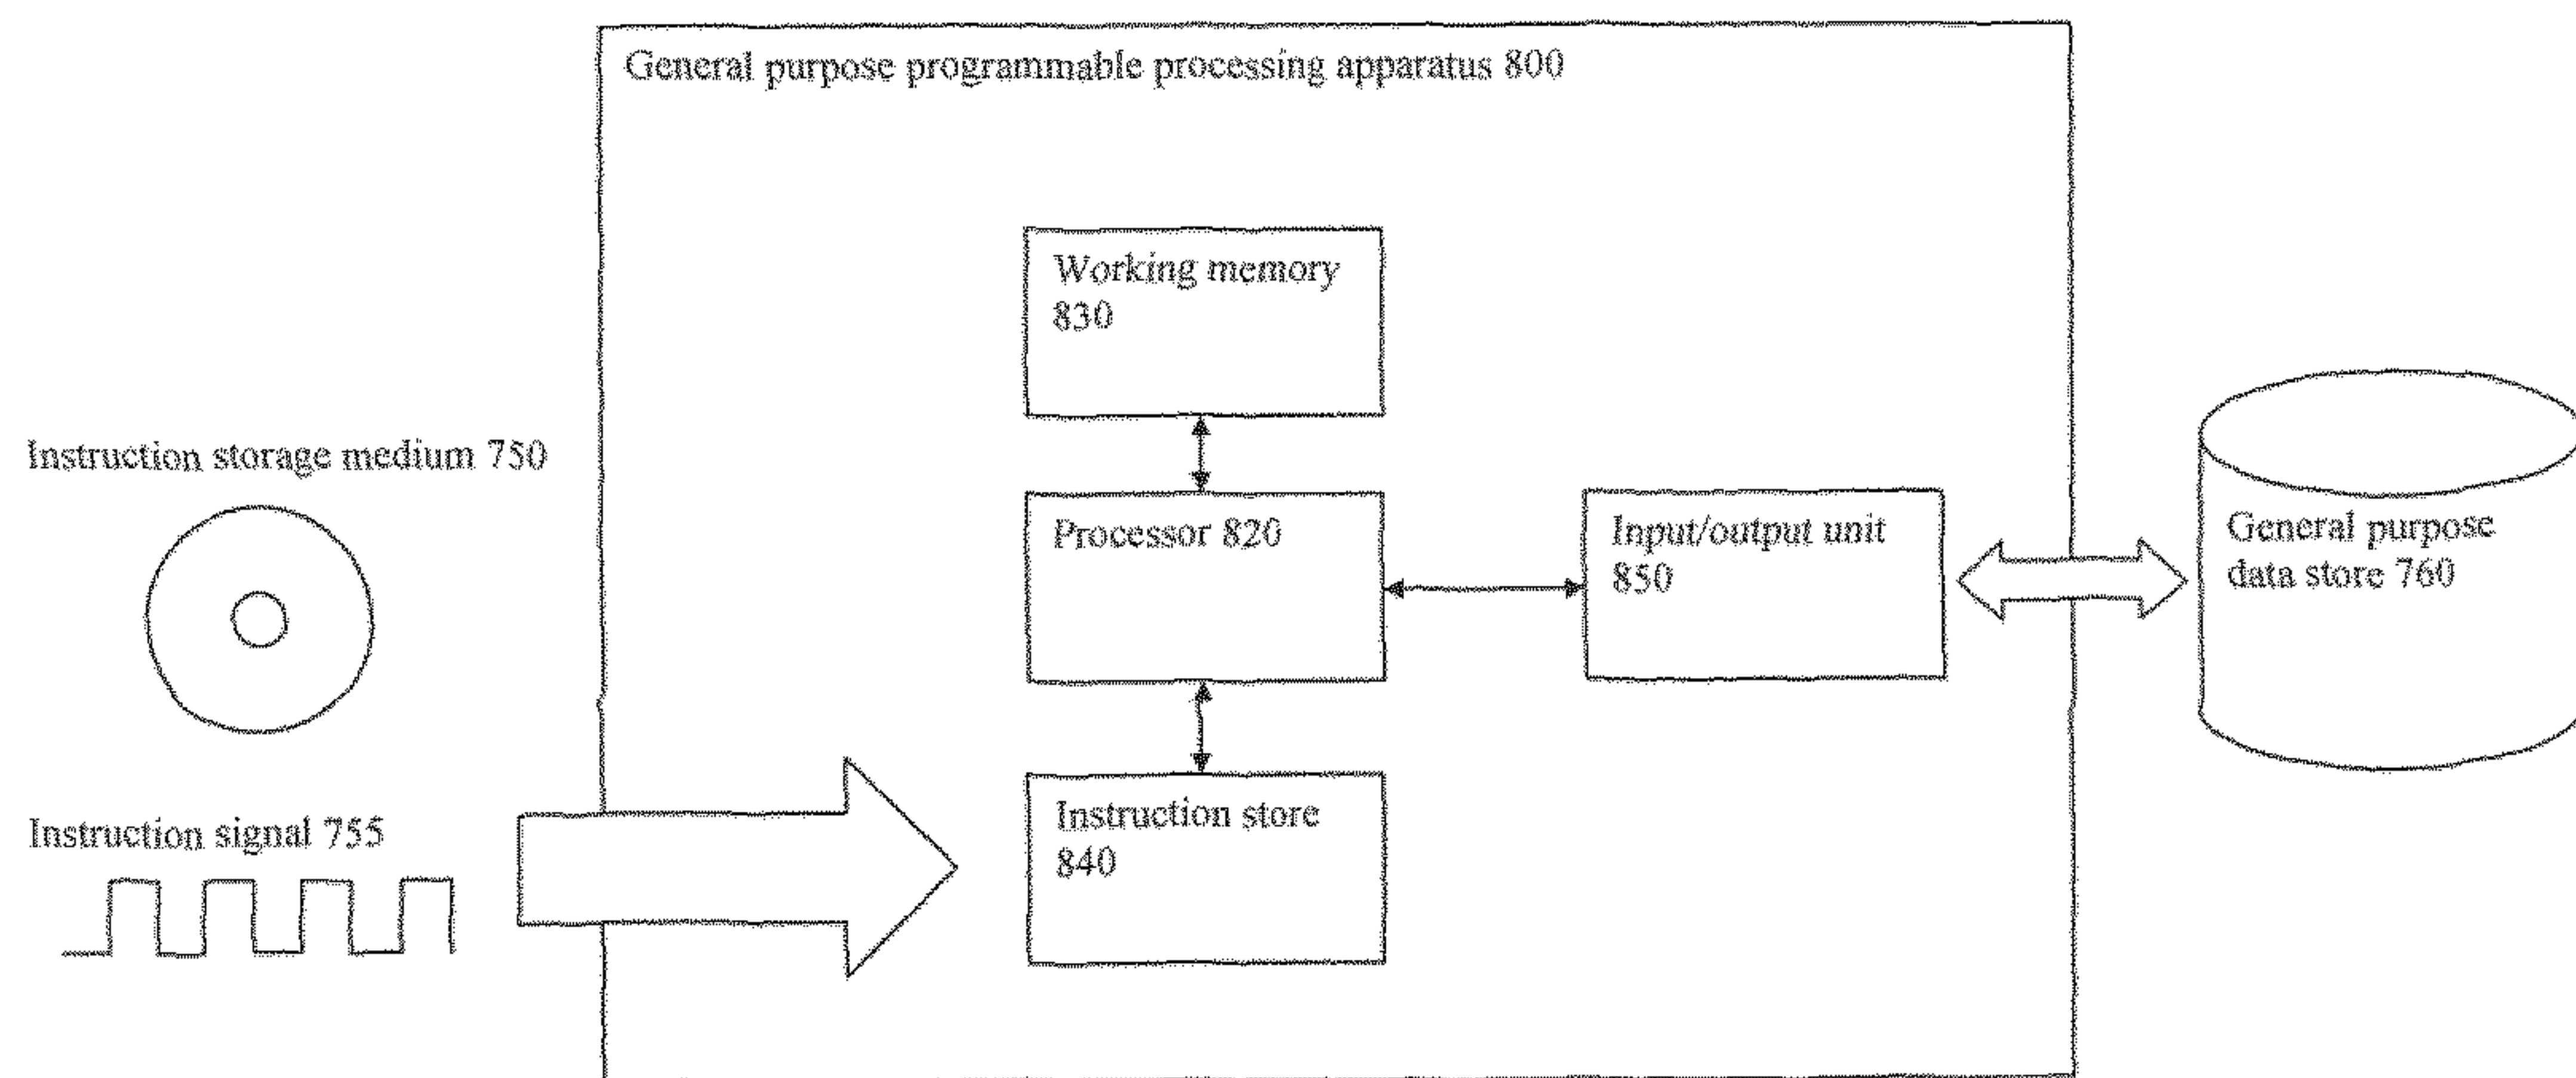 General purpose programmable processing apparatus 800
Working memory
830
Instruction storage medium 750
Processor 820
Input/output unit
850
General purpose
data store 760
Instruction signal 755
Instruction store
840